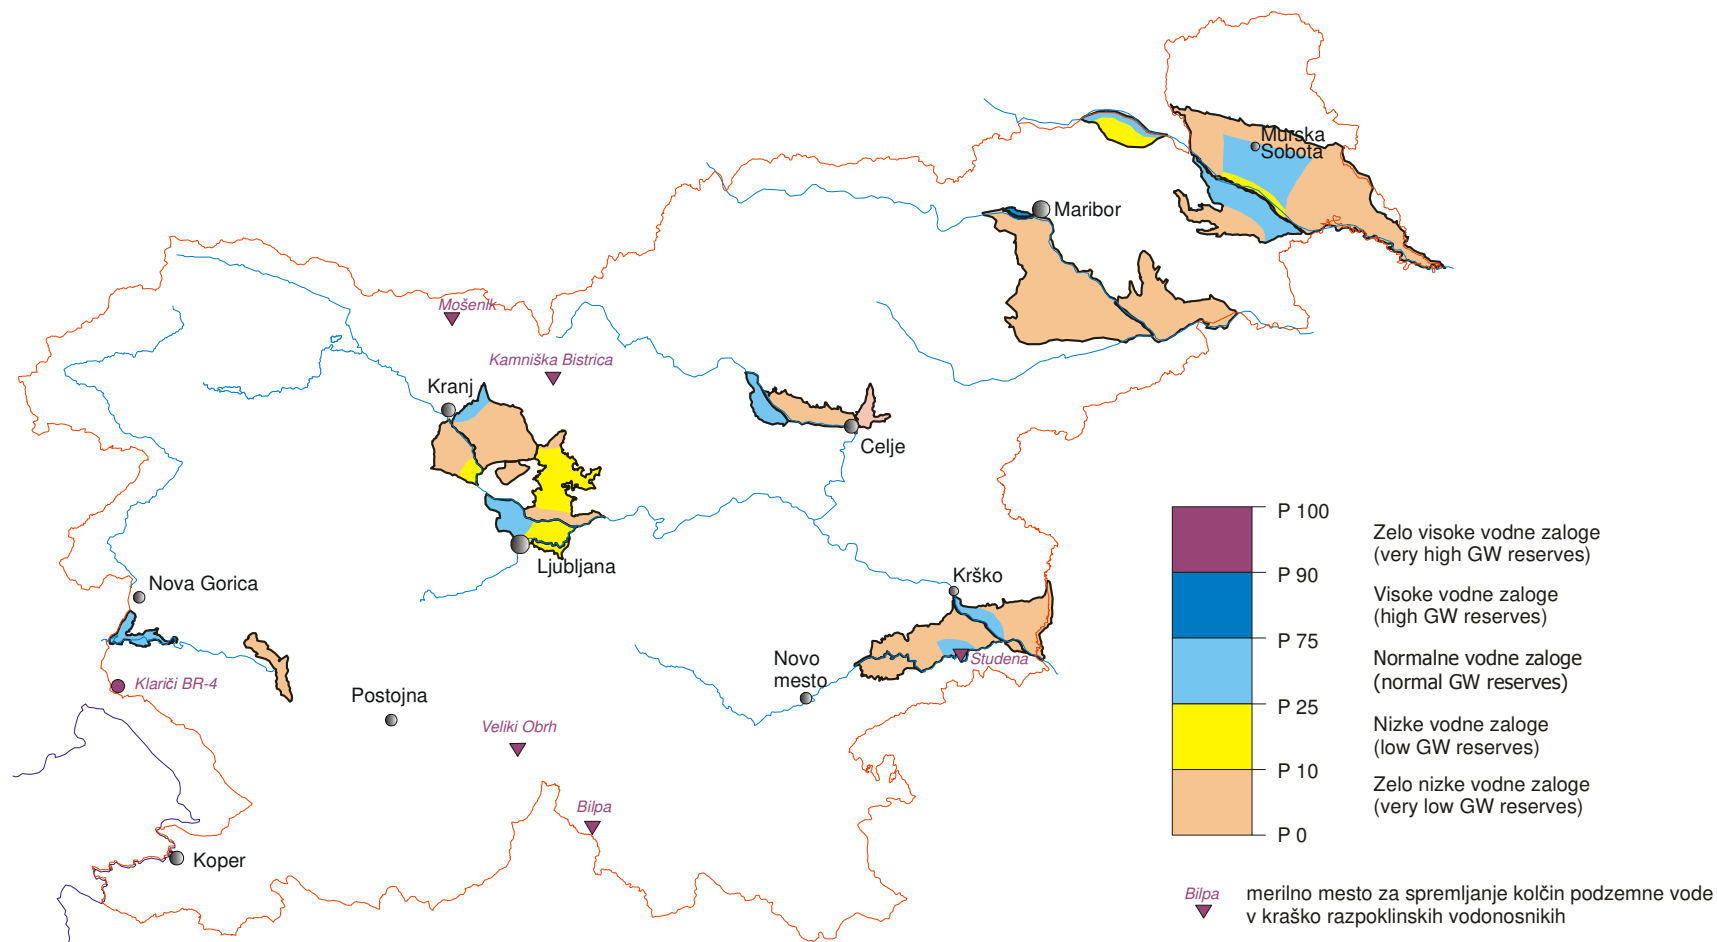 Murska
Sobota
Maribor
Mošenik
Kamniška Bistrica
Kranj
Celje
Ljubljana
Nova Gorica
Krško
Studena
Novo
mesto
Klariči BR-4
Postojna
Veliki Obrh
Bilpa
Koper
P 100
Zelo visoke vodne zaloge
(very high GW reserves)
P 90
Visoke vodne zaloge
(high GW reserves)
P 75
Normalne vodne zaloge
(normal GW reserves)
P 25
Nizke vodne zaloge
(low GW reserves)
P 10
Zelo nizke vodne zaloge
(very low GW reserves)
P 0
Bilpa
merilno mesto za spremljanje kolčin podzemne vode
v kraško razpoklinskih vodonosnikih